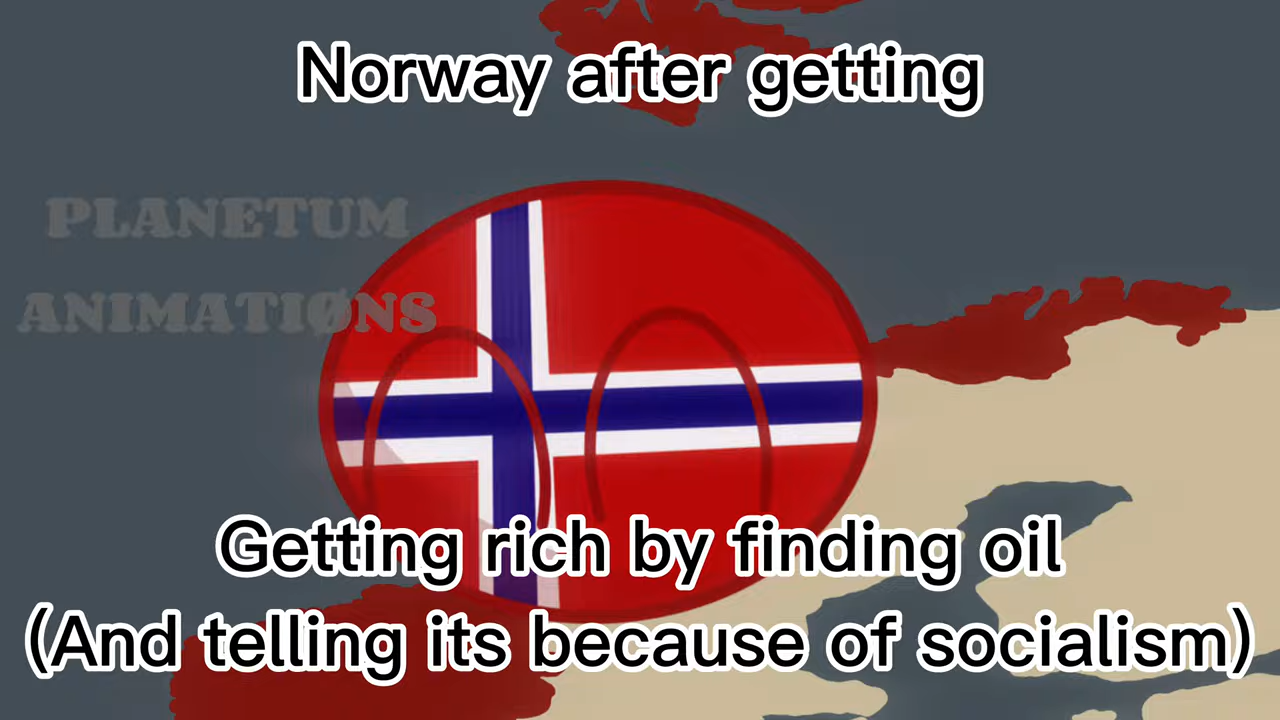 Norway after getting
PLANETUM
ANIMATIØNS
Getting rich by finding oil
(And telling its because of socialism)